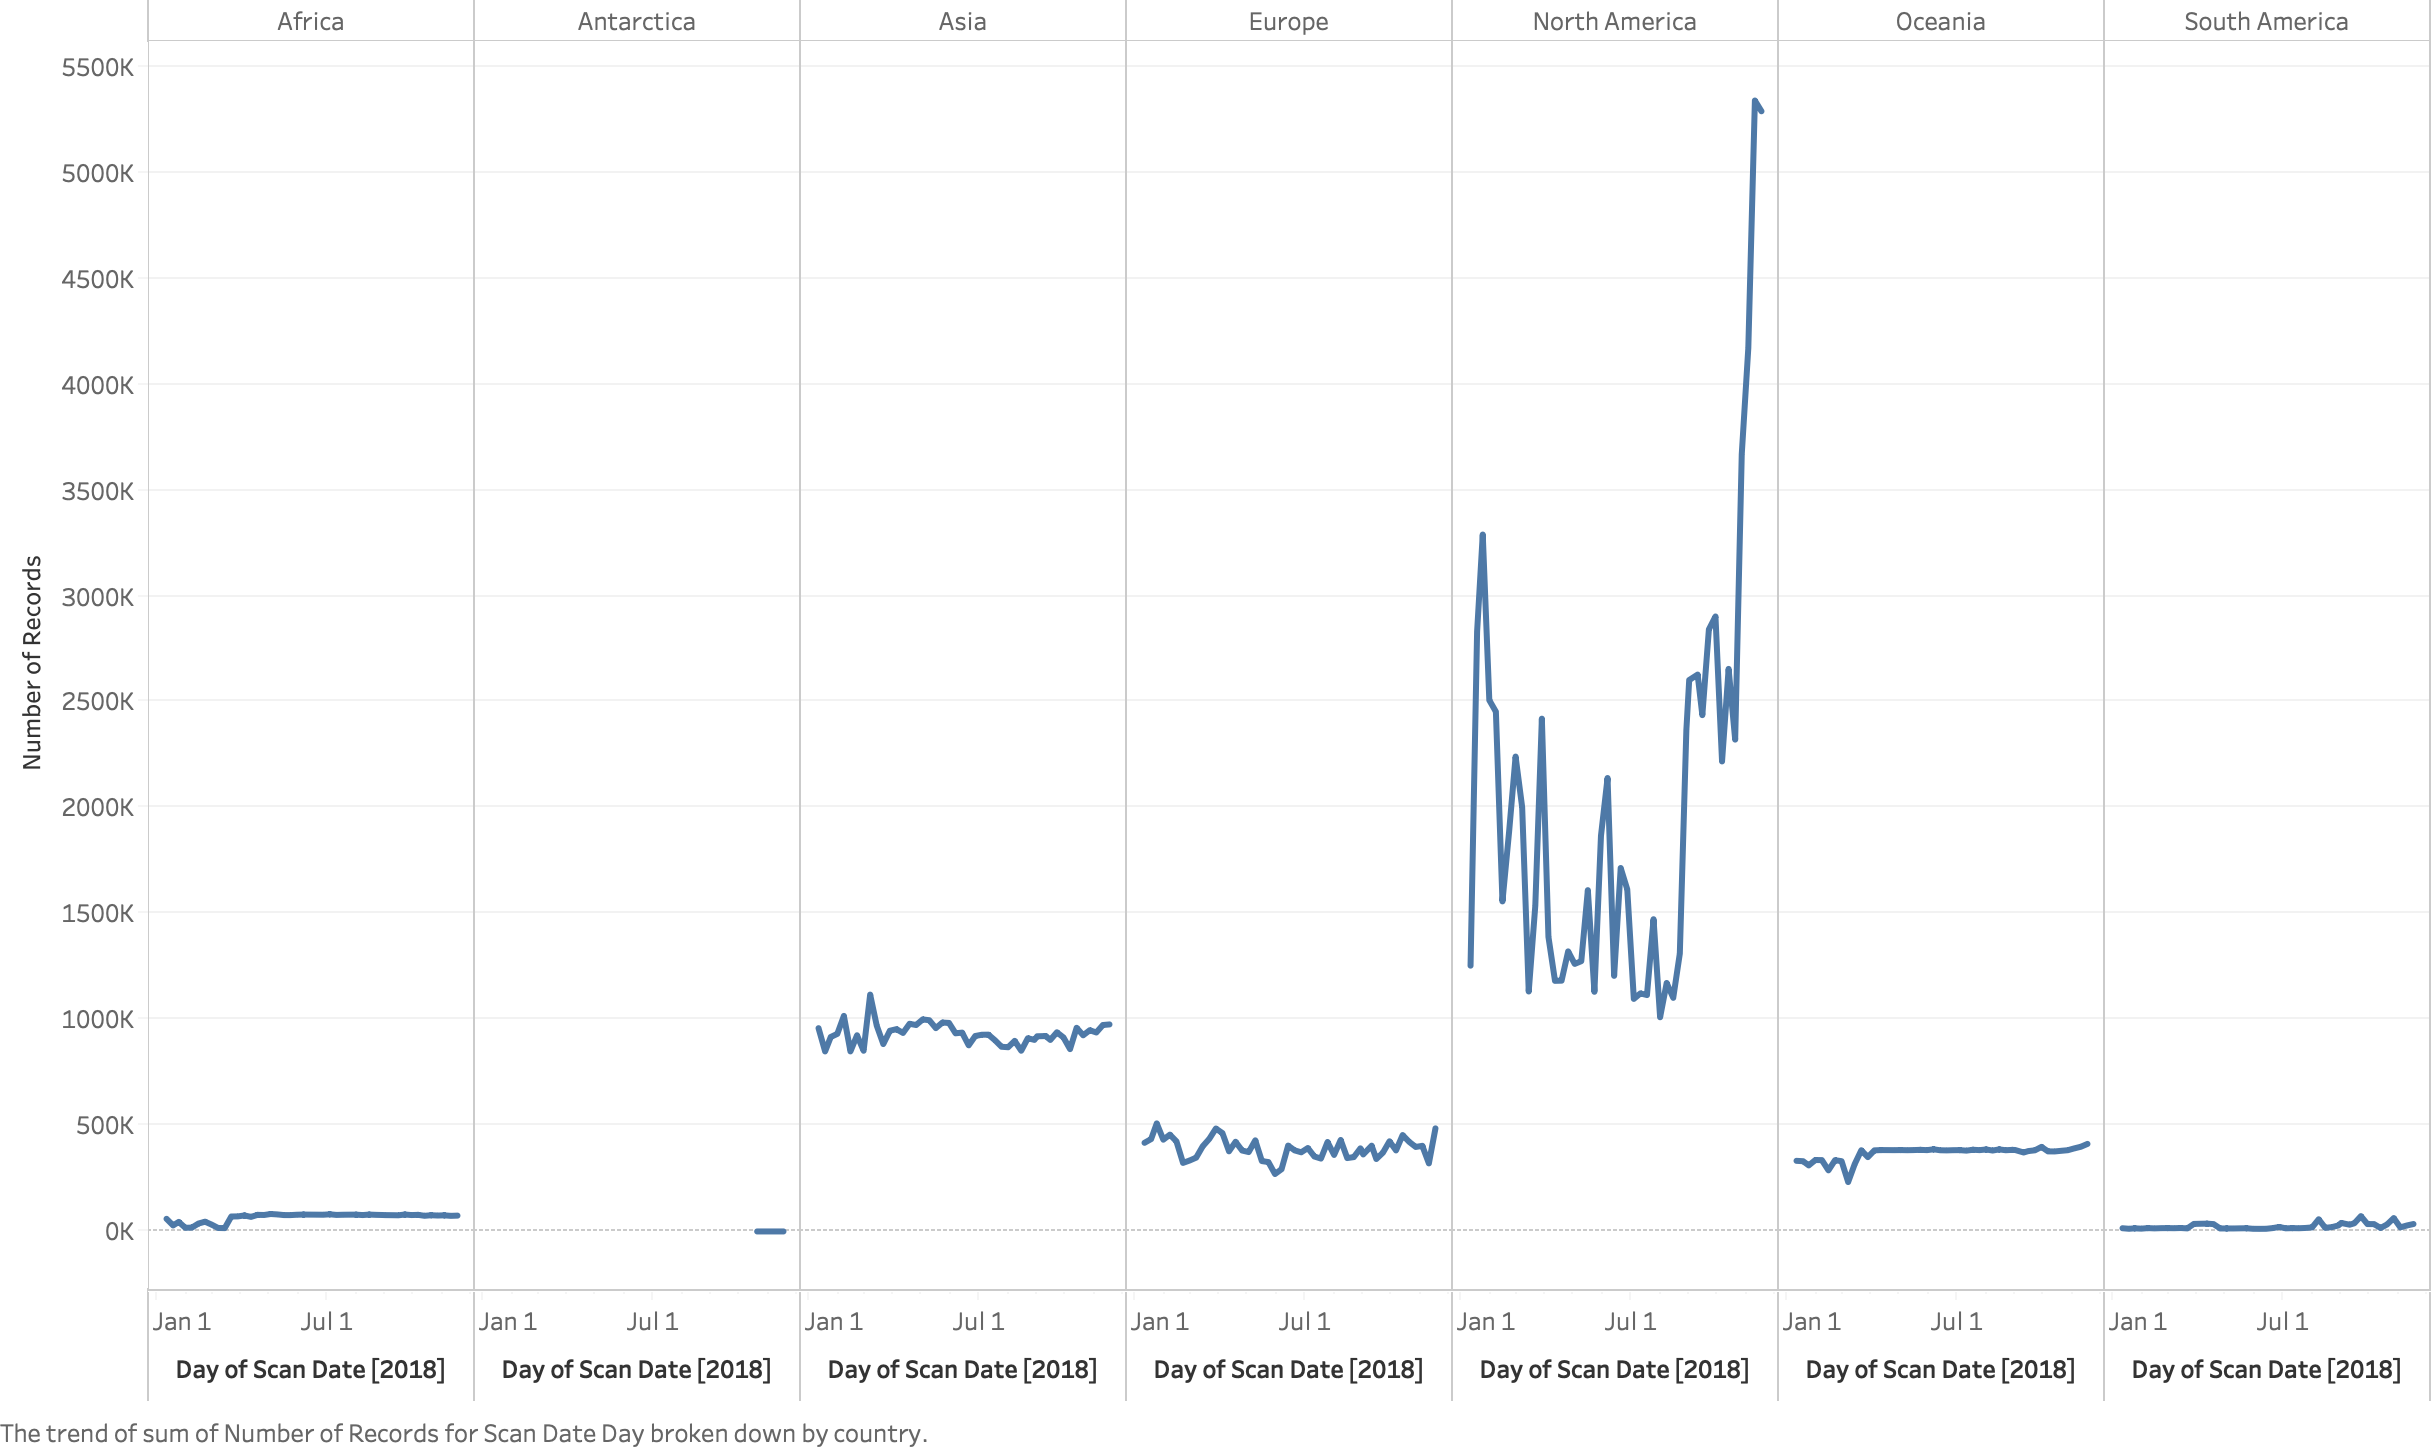 Africa Antarctica Asia Europe North America Oceania South America
5500K
5000K
4500K
4000K
3500K
3000K
2500K
2000K
1500K
1000K
500K
0K
Number of Records
Jan 1 Jul 1 Jan 1 Jul 1 Jan 1 Jul 1 Jan 1 Jul 1 Jan 1 Jul 1 Jan 1 Jul 1 Jan 1 Jul 1
Day of Scan Date [2018] Day of Scan Date [2018] Day of Scan Date [2018] Day of Scan Date [2018] Day of Scan Date [2018] Day of Scan Date [2018] Day of Scan Date [2018]
The trend of sum of Number of Records for Scan Date Day broken down by country.